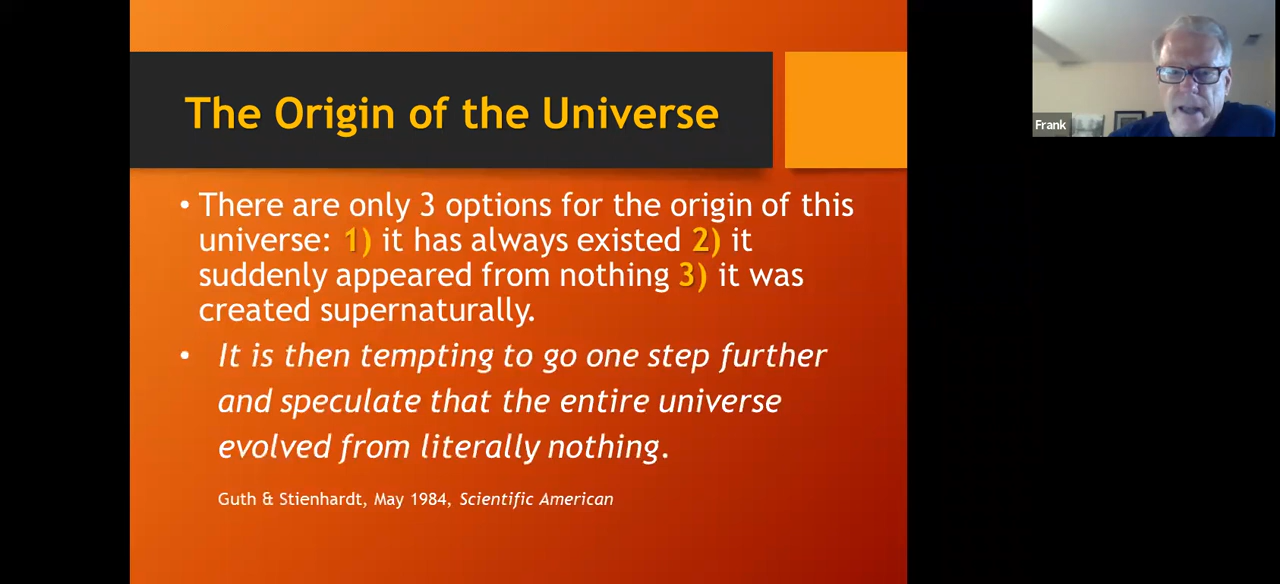 The Origin of the Universe
• There are only 3 options for the origin of this
universe: 1) it has always existed 2) it
suddenly appeared from nothing 3) it was
created supernaturally.
• It is then tempting to go one step further
and speculate that the entire universe
evolved from literally nothing.
Guth & Stienhardt, May 1984, Scientific American
Frank